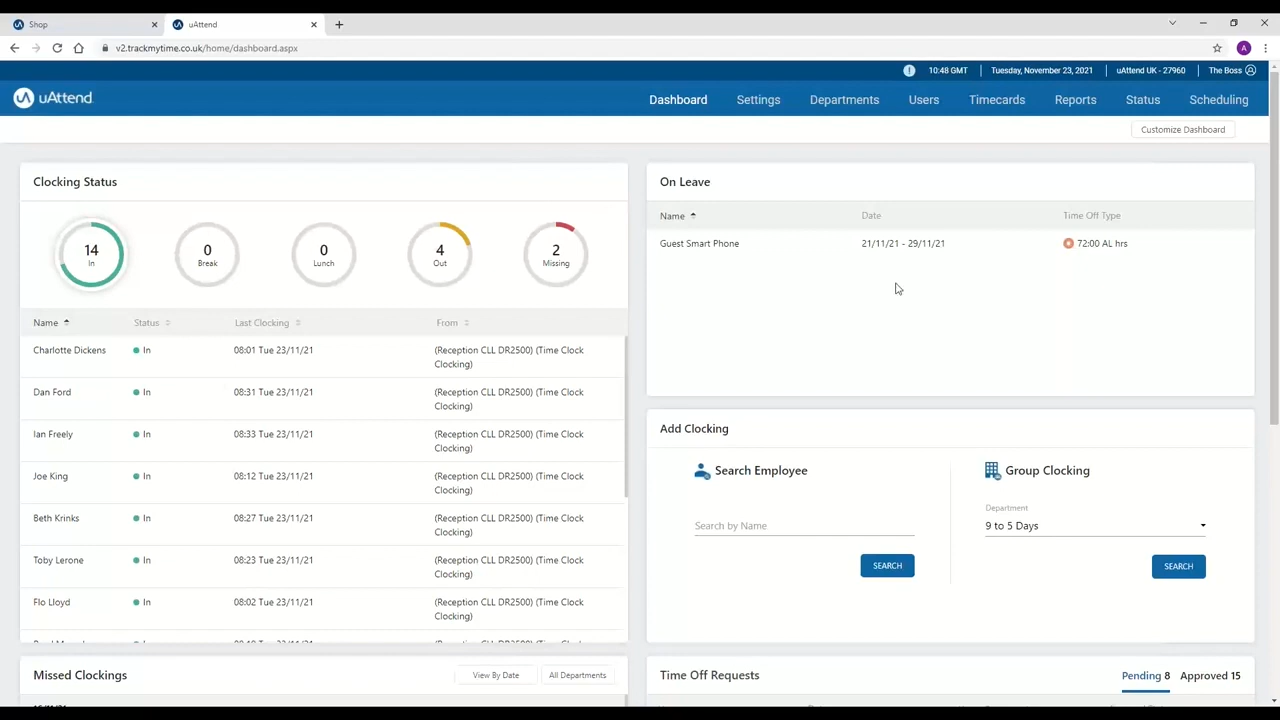 Shop
uAttend
v2.trackmytime.co.uk/home/dashboard.aspx
A
10:48 GMT
Tuesday, November 23, 2021
uAttend UK - 27960
The Boss
uAttend
Dashboard
Settings
Departments
Users
Timecards
Reports
Status
Scheduling
Customize Dashboard
Clocking Status
14
In
0
Break
0
Lunch
4
Out
2
Missing
Name Status Last Clocking From
Charlotte Dickens In 08:01 Tue 23/11/21 (Reception CLL DR2500) (Time Clock
Clocking)
Dan Ford In 08:31 Tue 23/11/21 (Reception CLL DR2500) (Time Clock
Clocking)
Ian Freely In 08:33 Tue 23/11/21 (Reception CLL DR2500) (Time Clock
Clocking)
Joe King In 08:12 Tue 23/11/21 (Reception CLL DR2500) (Time Clock
Clocking)
Beth Krinks In 08:27 Tue 23/11/21 (Reception CLL DR2500) (Time Clock
Clocking)
Toby Lerone In 08:23 Tue 23/11/21 (Reception CLL DR2500) (Time Clock
Clocking)
Flo Lloyd In 08:02 Tue 23/11/21 (Reception CLL DR2500) (Time Clock
Clocking)
Missed Clockings
View By Date
All Departments
On Leave
Name Date Time Off Type
Guest Smart Phone 21/11/21 - 29/11/21 72:00 AL hrs
Add Clocking
Search Employee
Search by Name
SEARCH
Group Clocking
Department
9 to 5 Days
SEARCH
Time Off Requests
Pending 8
Approved 15